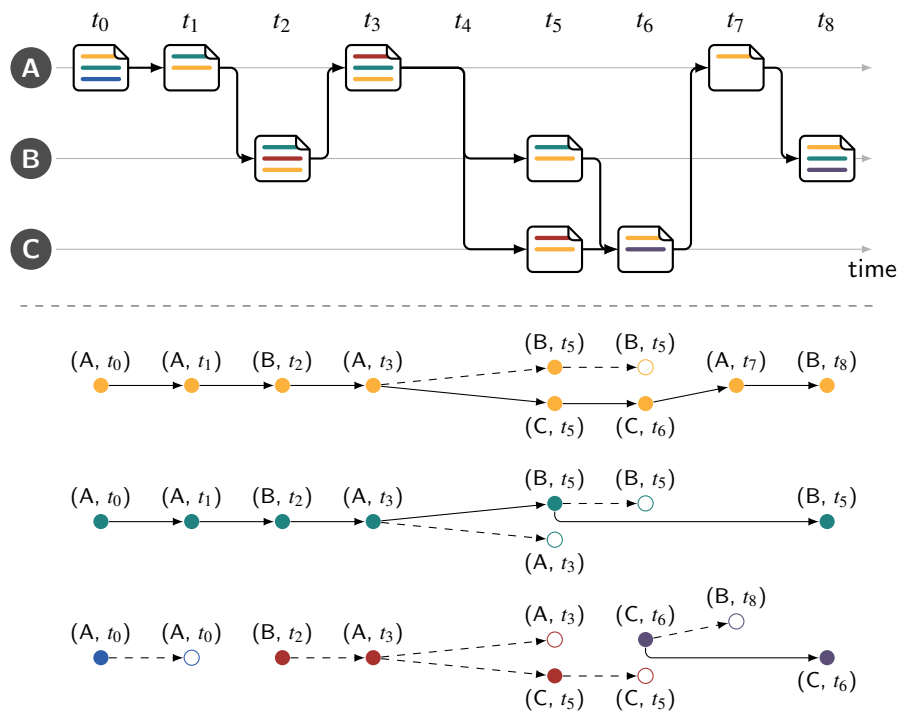 t0 t1 t2 t3 t4 t5 t6 t7 t8
A
B
C
time
(B, t5) (B, t5)
(A, t0) (A, t1) (B, t2) (A, t3) (A, t7) (B, t8)
(C, t5) (C, t6)
(B, t5) (B, t5)
(A, t0) (A, t1) (B, t2) (A, t3) (B, t5)
(A, t3)
(B, t8)
(A, t3) (C, t6)
(A, t0) (A, t0) (B, t2) (A, t3)
(C, t5) (C, t5) (C, t6)